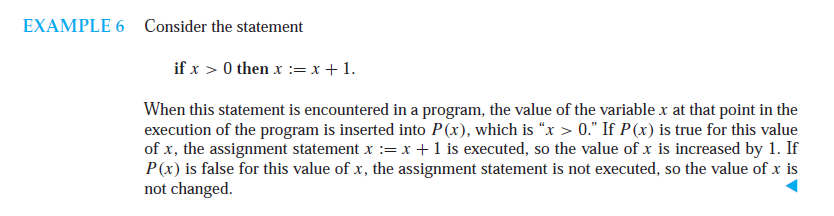 EXAMPLE 6 Consider the statement
if x > 0 then x := x + 1.
When this statement is encountered in a program, the value of the variable x at that point in the
execution of the program is inserted into P(x), which is “x > 0.” If P(x) is true for this value
of x, the assignment statement x := x + 1 is executed, so the value of x is increased by 1. If
P(x) is false for this value of x, the assignment statement is not executed, so the value of x is
not changed.